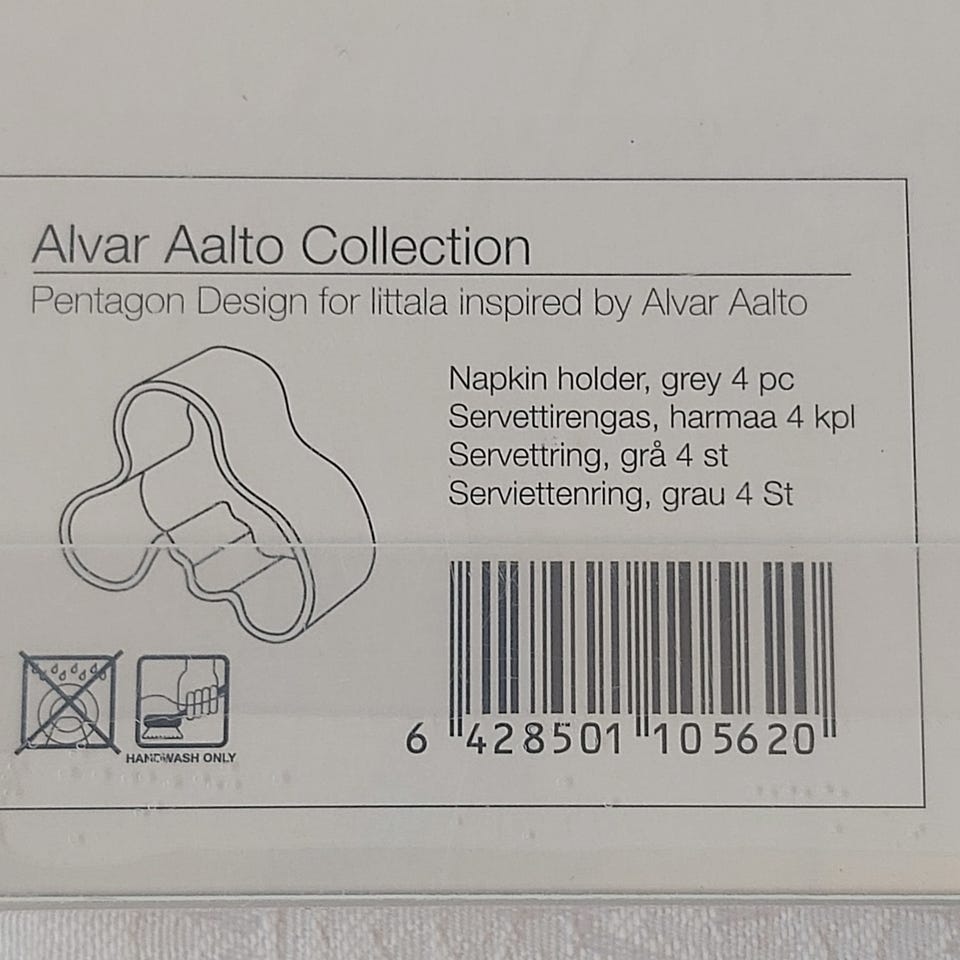 Alvar Aalto Collection
Pentagon Design for Iittala inspired by Alvar Aalto
Napkin holder, grey 4 pc
Servettirengas, harmaa 4 kpl
Servettring, grå 4 st
Serviettenring, grau 4 St
HANDWASH ONLY
6 428501 105620